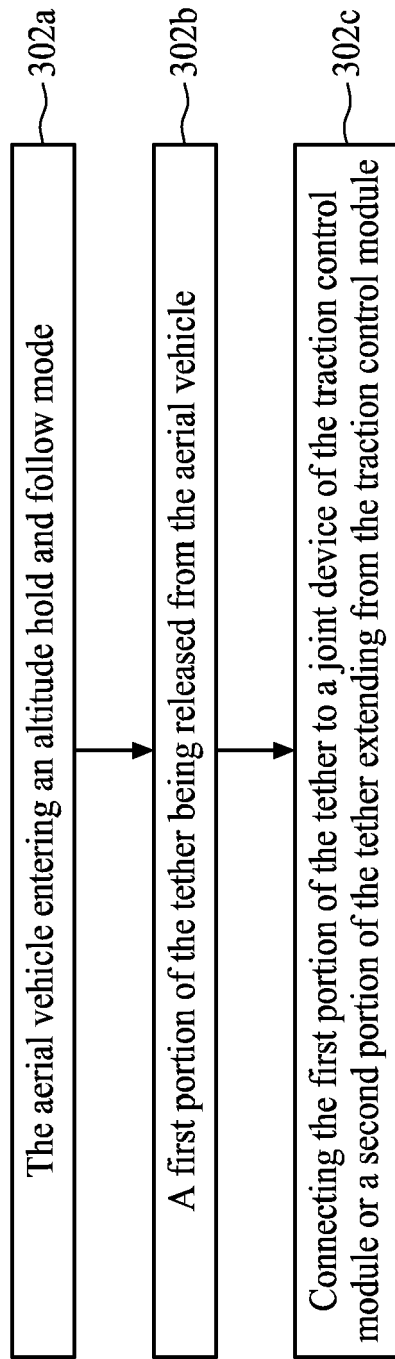 The aerial vehicle entering an altitude hold and follow mode
302a
A first portion of the tether being released from the aerial vehicle
302b
Connecting the first portion of the tether to a joint device of the traction control
module or a second portion of the tether extending from the traction control module
302c